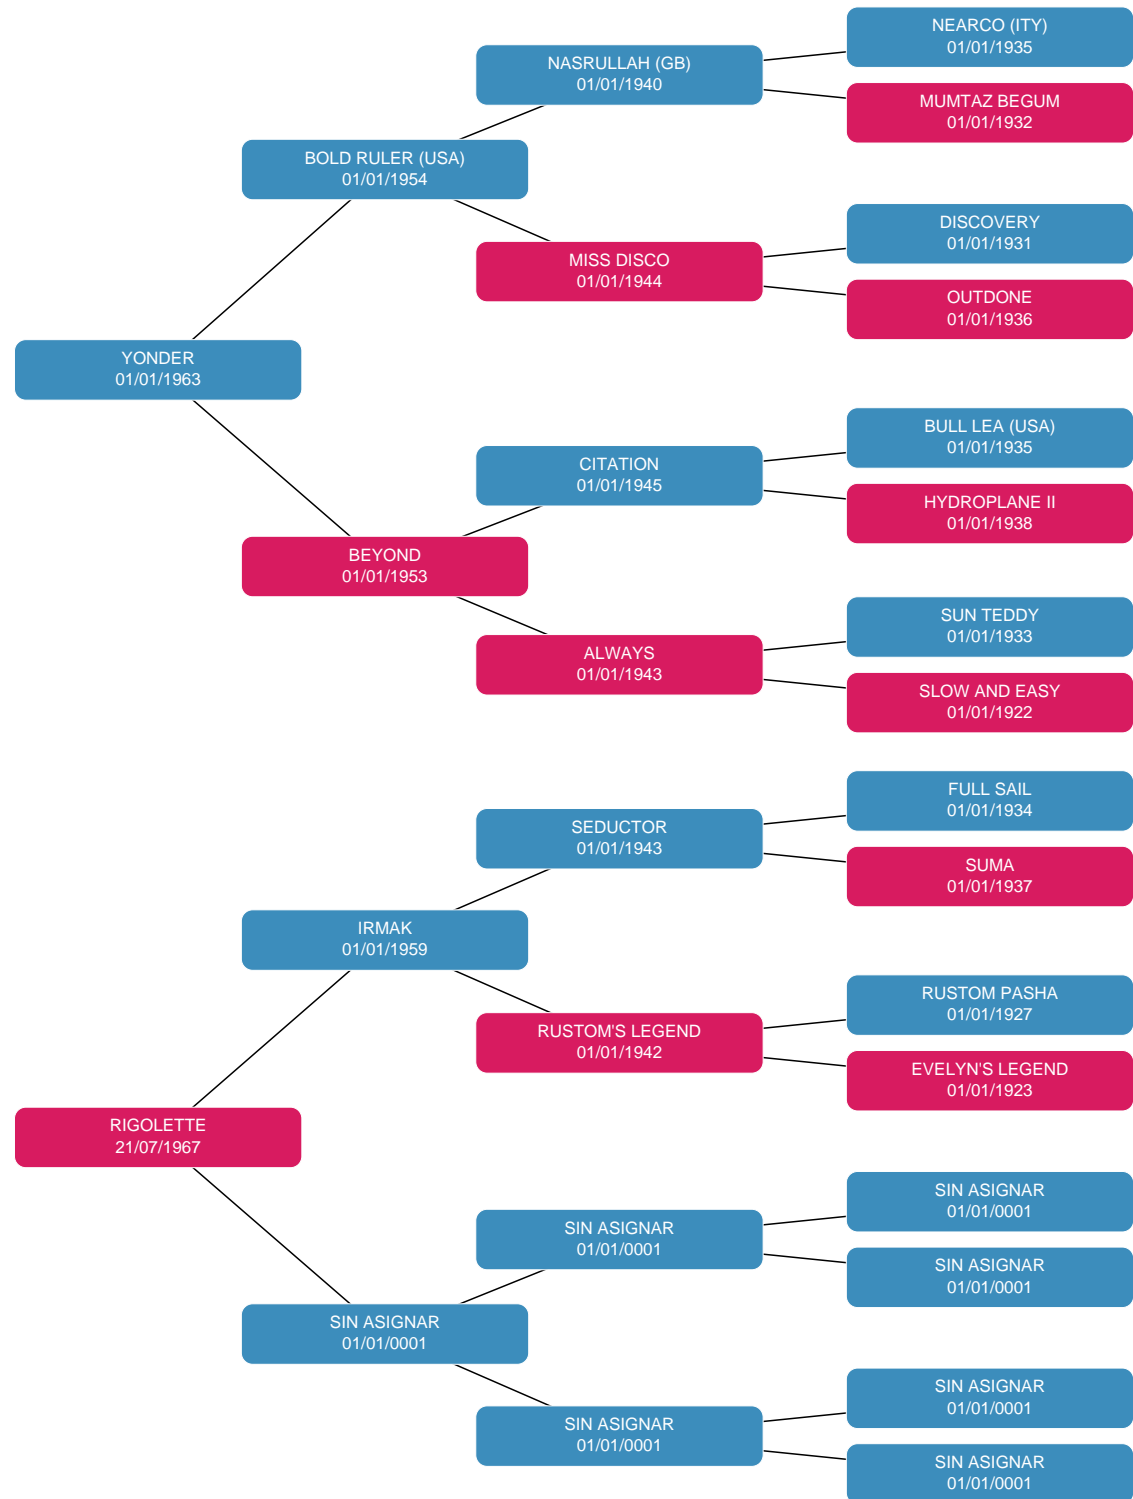 NEARCO (ITY)
01/01/1935
NASRULLAH (GB)
01/01/1940
MUMTAZ BEGUM
01/01/1932
BOLD RULER (USA)
01/01/1954
DISCOVERY
01/01/1931
MISS DISCO
01/01/1944
OUTDONE
01/01/1936
YONDER
01/01/1963
BULL LEA (USA)
01/01/1935
CITATION
01/01/1945
HYDROPLANE II
01/01/1938
BEYOND
01/01/1953
SUN TEDDY
01/01/1933
ALWAYS
01/01/1943
SLOW AND EASY
01/01/1922
FULL SAIL
01/01/1934
SEDUCTOR
01/01/1943
SUMA
01/01/1937
IRMAK
01/01/1959
RUSTOM PASHA
01/01/1927
RUSTOM'S LEGEND
01/01/1942
EVELYN'S LEGEND
01/01/1923
RIGOLETTE
21/07/1967
SIN ASIGNAR
01/01/0001
SIN ASIGNAR
01/01/0001
SIN ASIGNAR
01/01/0001
SIN ASIGNAR
01/01/0001
SIN ASIGNAR
01/01/0001
SIN ASIGNAR
01/01/0001
SIN ASIGNAR
01/01/0001